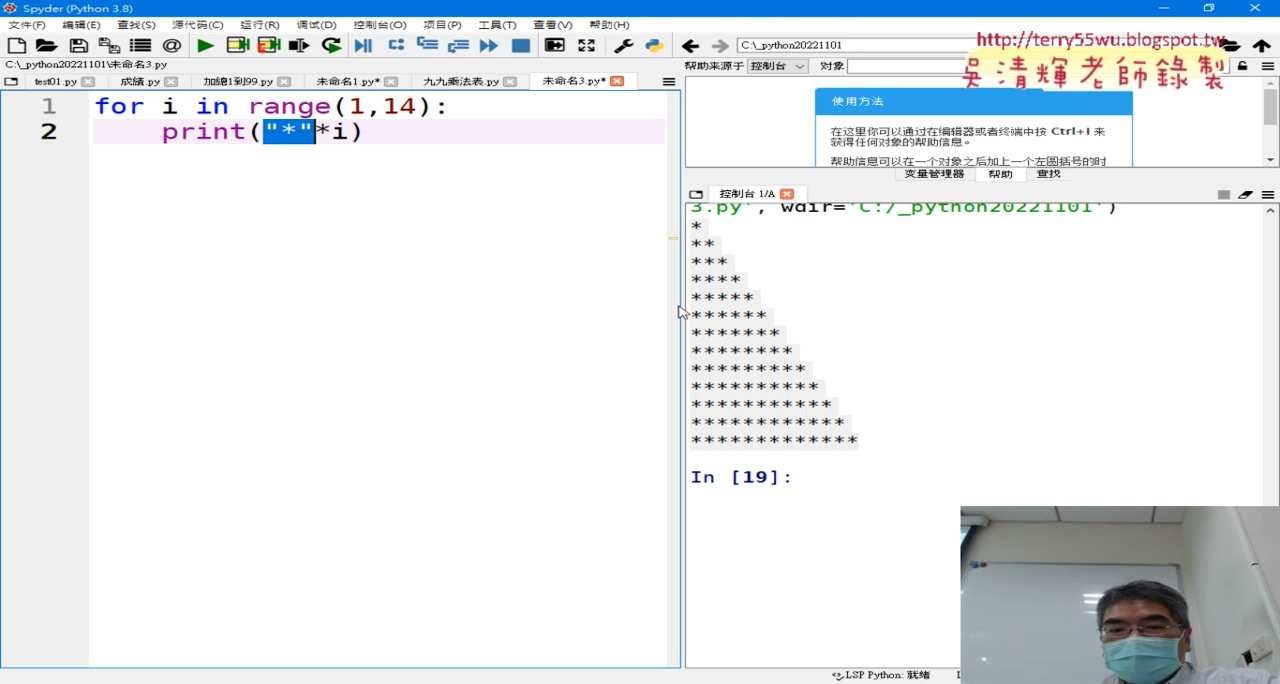 Spyder (Python 3.8)
文件(F) 编辑(E) 查找(S) 源代码(C) 运行(R) 调试(D) 控制台(O) 项目(P) 工具(T) 查看(V) 帮助(H)
C:\_python20221101
http://terry55wu.blogspot.tw
C:\_python20221101\未命名3.py
帮助来源于 控制台 对象
吳清輝老師錄製
test01.py 成績.py 加總1到99.py 未命名1.py* 九九乘法表.py 未命名3.py*
1 for i in range(1,14):
2 print("*"*i)
使用方法
在这里你可以通过在编辑器或者终端中按 Ctrl+I 来
获得任何对象的帮助信息。
帮助信息可以在一个对象之后加上一个左圆括号的时
变量管理器 帮助 查找
控制台 1/A
3.py', wdir='C:/_python20221101')
*
**
***
****
*****
******
*******
********
*********
**********
***********
************
*************
In [19]:
LSP Python: 就绪